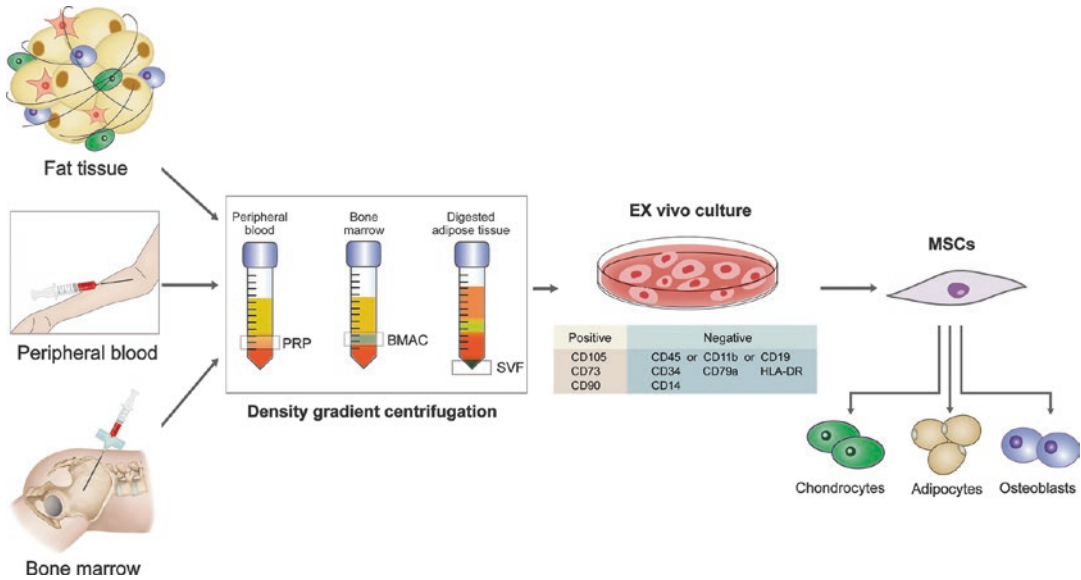 Fat tissue
Peripheral blood
Bone marrow
Peripheral
blood
PRP
Bone
marrow
BMAC
Digested
adipose tissue
SVF
Density gradient centrifugation
EX vivo culture
Positive Negative
CD105 CD45 or CD11b or CD19
CD73 CD34 CD79a HLA-DR
CD90 CD14
MSCs
Chondrocytes Adipocytes Osteoblasts